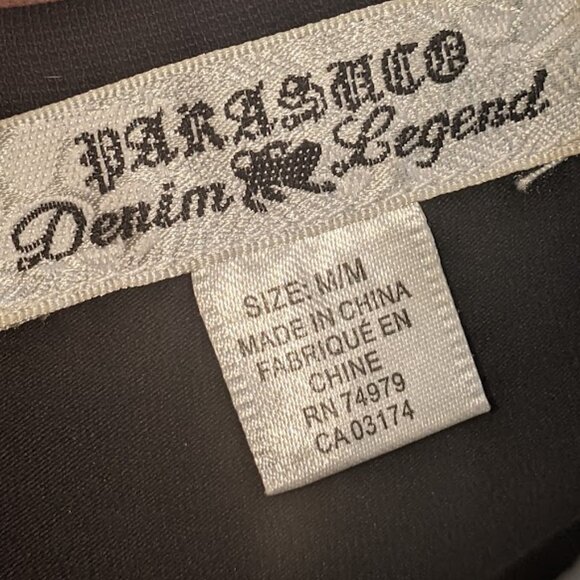 PARASUCO
Denim Legend
SIZE: M/M
MADE IN CHINA
FABRIQUÉ EN
CHINE
RN 74979
CA 03174